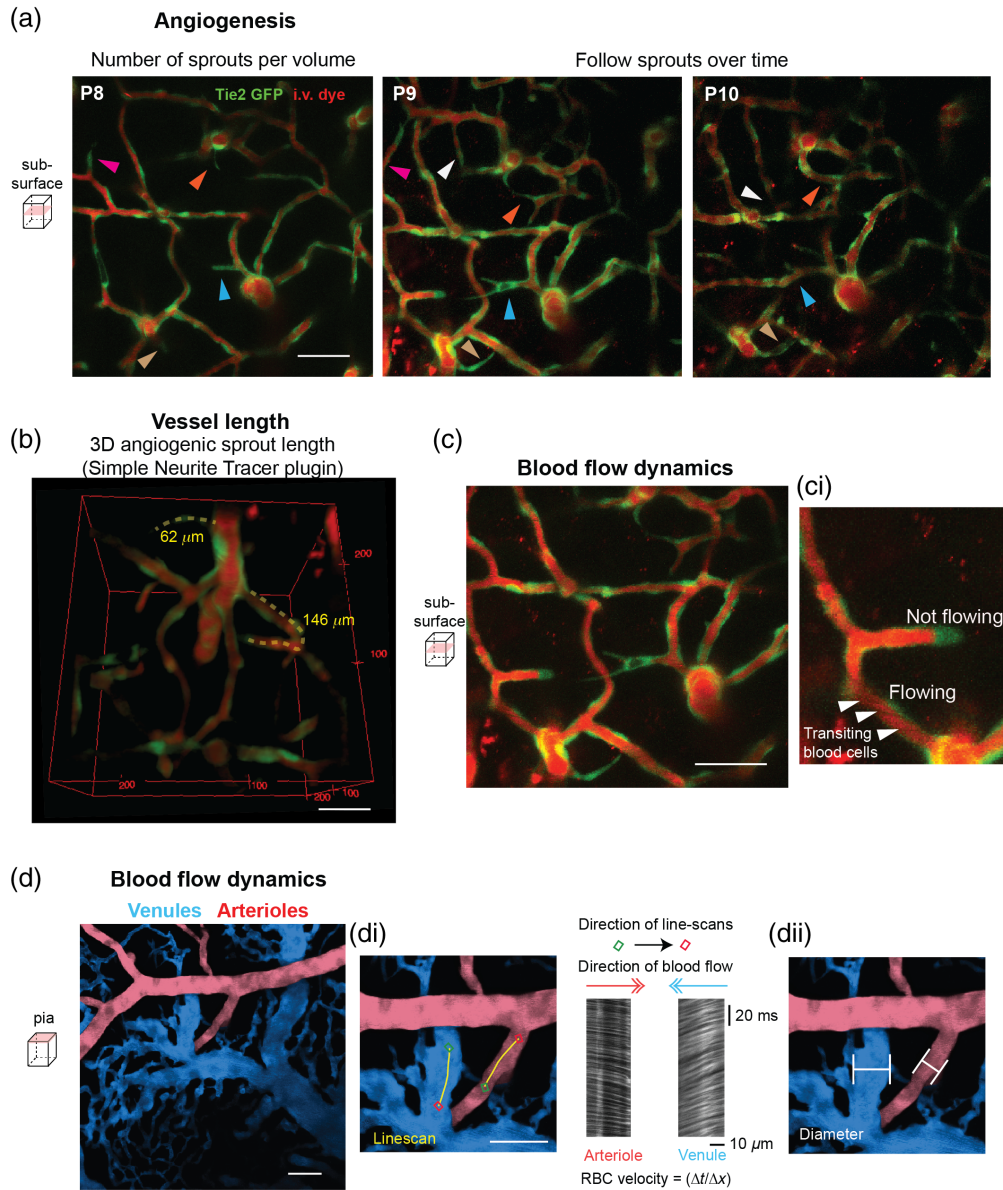 (a)
Angiogenesis
Number of sprouts per volume
Follow sprouts over time
P8
Tie2 GFP i.v. dye
P9
P10
sub-
surface
(b)
Vessel length
3D angiogenic sprout length
(Simple Neurite Tracer plugin)
62 μm
146 μm
200
100
200
100
200
100
(c)
Blood flow dynamics
sub-
surface
(ci)
Not flowing
Flowing
Transiting
blood cells
(d)
Blood flow dynamics
Venules Arterioles
pia
(di)
Linescan
Direction of line-scans
Direction of blood flow
20 ms
10 μm
Arteriole
Venule
RBC velocity = (Δt/Δx)
(dii)
Diameter